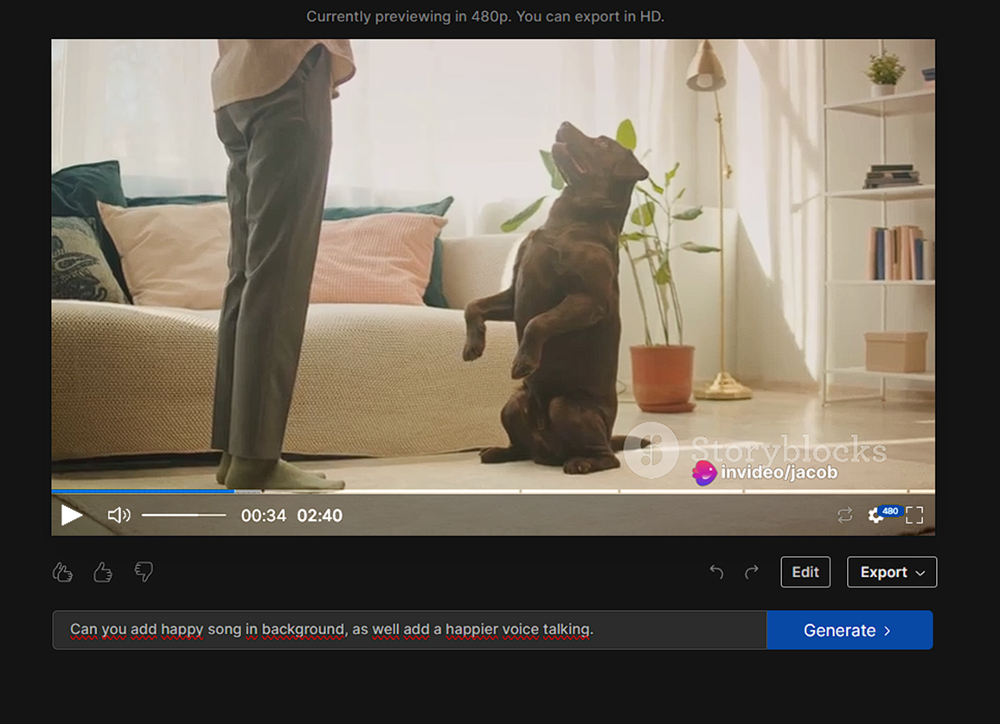 Currently previewing in 480p. You can export in HD.
Storyblocks
invideo/jacob
00:34 02:40
480
Edit
Export
Can you add happy song in background, as well add a happier voice talking.
Generate